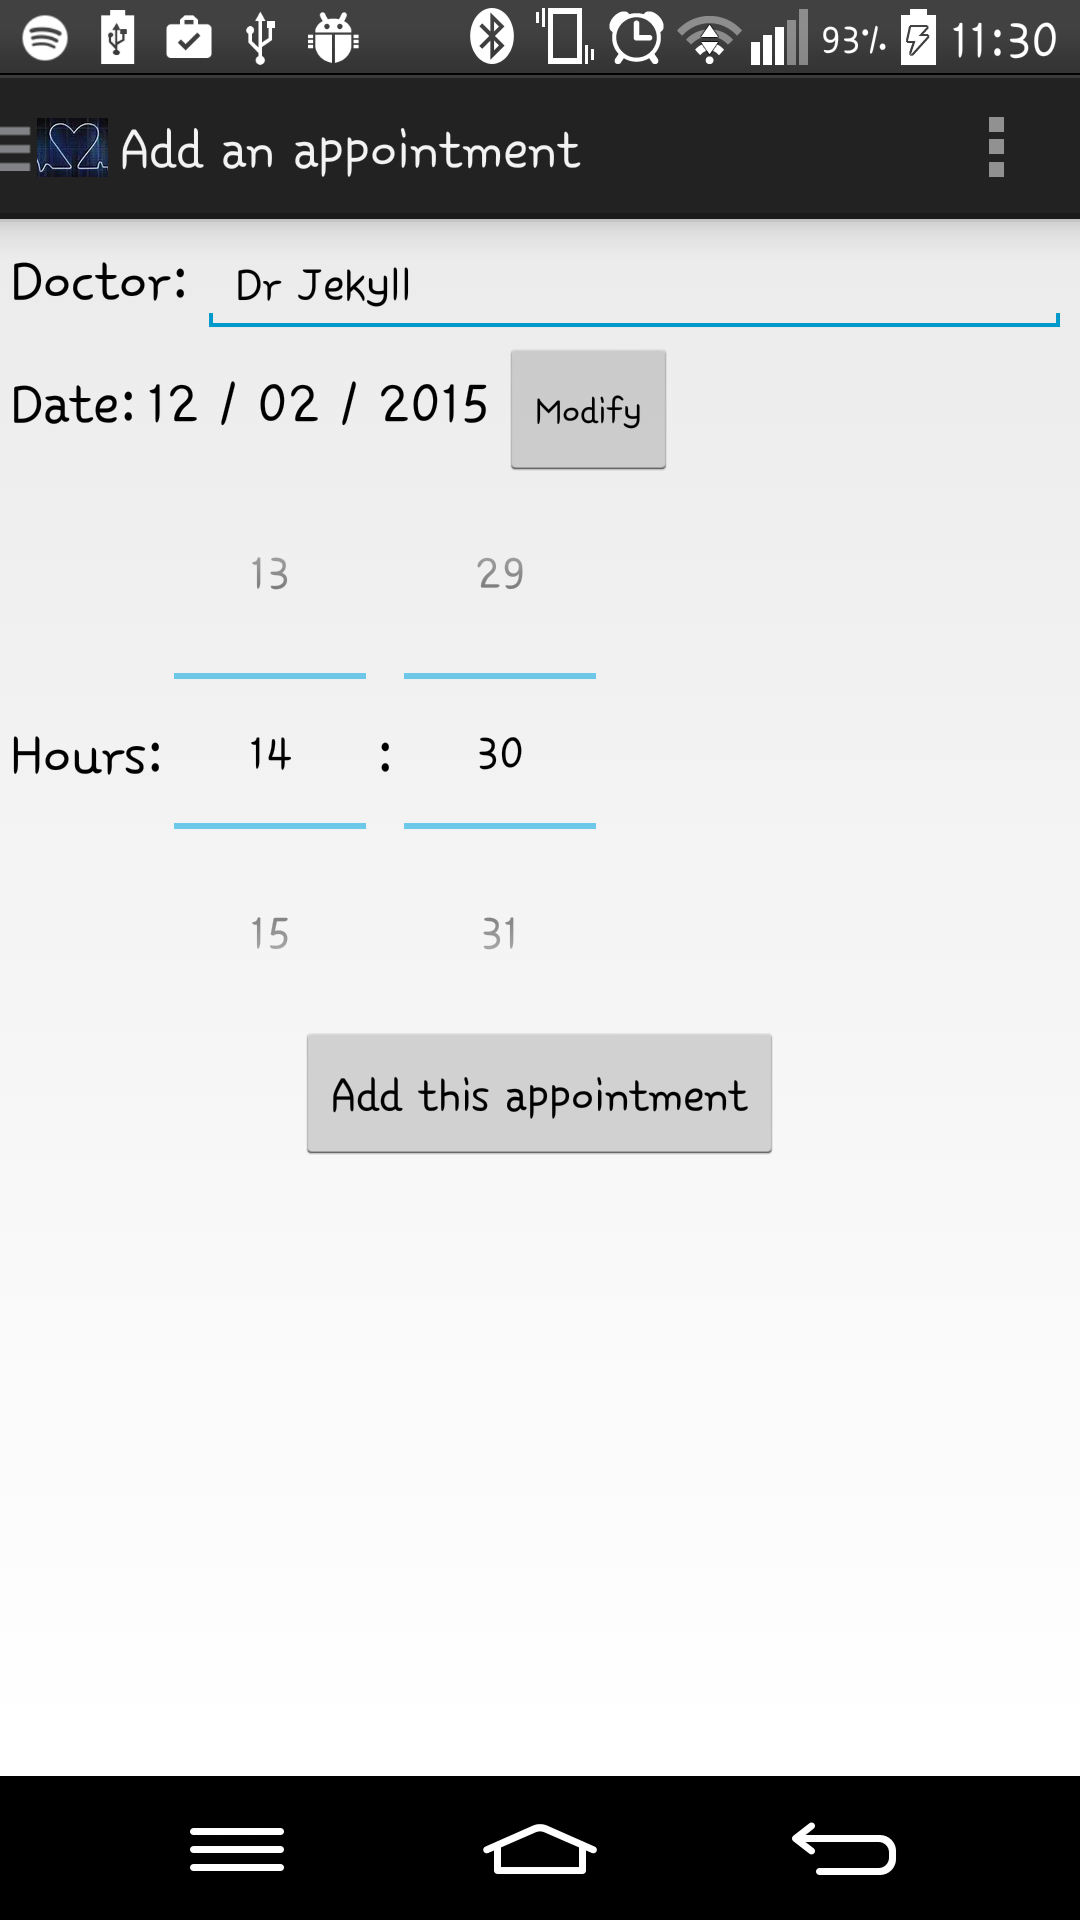 93% 11:30
Add an appointment
Doctor: Dr Jekyll
Date: 12 / 02 / 2015 Modify
13 29
Hours: 14 : 30
15 31
Add this appointment